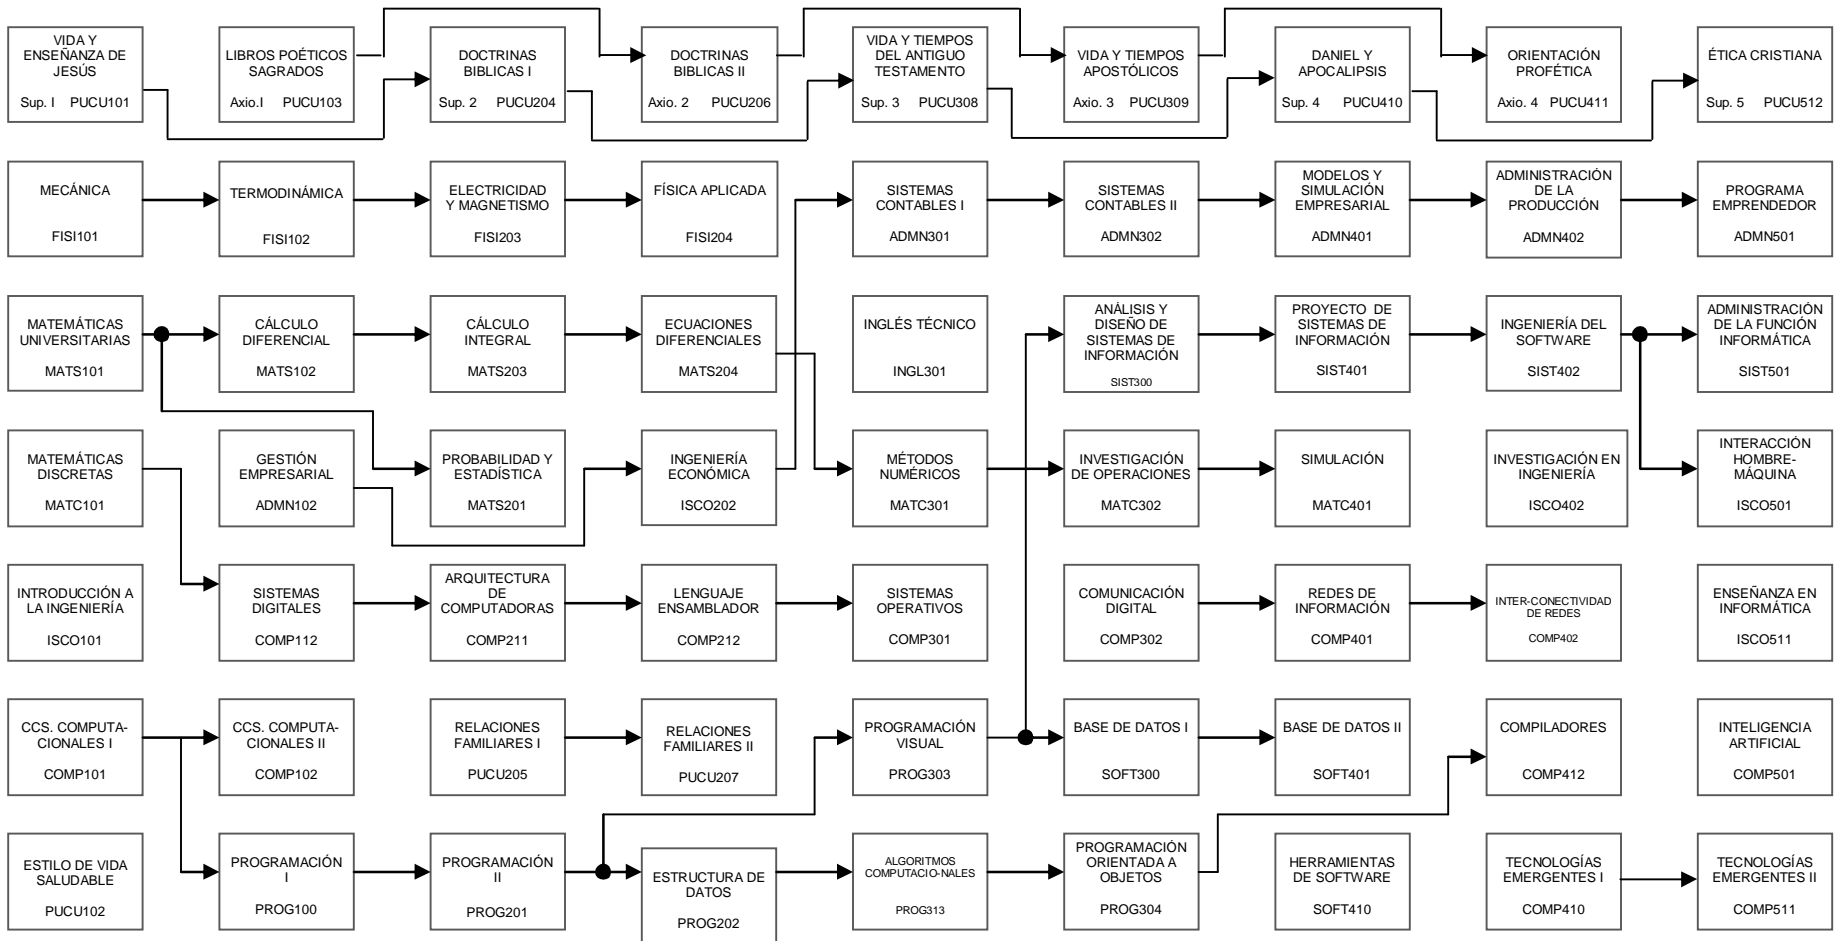 VIDA Y
ENSEÑANZA DE
JESÚS
Sup. I PUCU101
LIBROS POÉTICOS
SAGRADOS
Axio.I PUCU103
DOCTRINAS
BIBLICAS I
Sup. 2 PUCU204
DOCTRINAS
BIBLICAS II
Axio. 2 PUCU206
VIDA Y TIEMPOS
DEL ANTIGUO
TESTAMENTO
Sup. 3 PUCU308
VIDA Y TIEMPOS
APOSTÓLICOS
Axio. 3 PUCU309
DANIEL Y
APOCALIPSIS
Sup. 4 PUCU410
ORIENTACIÓN
PROFÉTICA
Axio. 4 PUCU411
ÉTICA CRISTIANA
Sup. 5 PUCU512
MECÁNICA
FISI101
TERMODINÁMICA
FISI102
ELECTRICIDAD
Y MAGNETISMO
FISI203
FÍSICA APLICADA
FISI204
SISTEMAS
CONTABLES I
ADMN301
SISTEMAS
CONTABLES II
ADMN302
MODELOS Y
SIMULACIÓN
EMPRESARIAL
ADMN401
ADMINISTRACIÓN
DE LA
PRODUCCIÓN
ADMN402
PROGRAMA
EMPRENDEDOR
ADMN501
MATEMÁTICAS
UNIVERSITARIAS
MATS101
CÁLCULO
DIFERENCIAL
MATS102
CÁLCULO
INTEGRAL
MATS203
ECUACIONES
DIFERENCIALES
MATS204
INGLÉS TÉCNICO
INGL301
ANÁLISIS Y
DISEÑO DE
SISTEMAS DE
INFORMACIÓN
SIST300
PROYECTO DE
SISTEMAS DE
INFORMACIÓN
SIST401
INGENIERÍA DEL
SOFTWARE
SIST402
ADMINISTRACIÓN
DE LA FUNCIÓN
INFORMÁTICA
SIST501
MATEMÁTICAS
DISCRETAS
MATC101
GESTIÓN
EMPRESARIAL
ADMN102
PROBABILIDAD Y
ESTADÍSTICA
MATS201
INGENIERÍA
ECONÓMICA
ISCO202
MÉTODOS
NUMÉRICOS
MATC301
INVESTIGACIÓN
DE OPERACIONES
MATC302
SIMULACIÓN
MATC401
INVESTIGACIÓN EN
INGENIERÍA
ISCO402
INTERACCIÓN
HOMBRE-
MÁQUINA
ISCO501
INTRODUCCIÓN A
LA INGENIERÍA
ISCO101
SISTEMAS
DIGITALES
COMP112
ARQUITECTURA
DE
COMPUTADORAS
COMP211
LENGUAJE
ENSAMBLADOR
COMP212
SISTEMAS
OPERATIVOS
COMP301
COMUNICACIÓN
DIGITAL
COMP302
REDES DE
INFORMACIÓN
COMP401
INTER-CONECTIVIDAD
DE REDES
COMP402
ENSEÑANZA EN
INFORMÁTICA
ISCO511
CCS. COMPUTA-
CIONALES I
COMP101
CCS. COMPUTA-
CIONALES II
COMP102
RELACIONES
FAMILIARES I
PUCU205
RELACIONES
FAMILIARES II
PUCU207
PROGRAMACIÓN
VISUAL
PROG303
BASE DE DATOS I
SOFT300
BASE DE DATOS II
SOFT401
COMPILADORES
COMP412
INTELIGENCIA
ARTIFICIAL
COMP501
ESTILO DE VIDA
SALUDABLE
PUCU102
PROGRAMACIÓN
I
PROG100
PROGRAMACIÓN
II
PROG201
ESTRUCTURA DE
DATOS
PROG202
ALGORITMOS
COMPUTACIO-NALES
PROG313
PROGRAMACIÓN
ORIENTADA A
OBJETOS
PROG304
HERRAMIENTAS
DE SOFTWARE
SOFT410
TECNOLOGÍAS
EMERGENTES I
COMP410
TECNOLOGÍAS
EMERGENTES II
COMP511